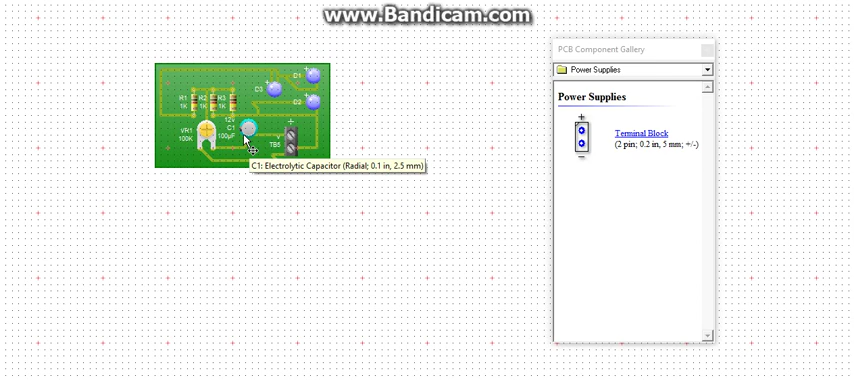 www.Bandicam.com
PCB Component Gallery
Power Supplies
Power Supplies
+
Terminal Block
(2 pin; 0.2 in, 5 mm; +/-)
−
D1
D3
D2
R1 R2 R3
1K 1K 1K
12v
C1
100µF
VR1
100K
+
v
TB5
C1: Electrolytic Capacitor (Radial; 0.1 in, 2.5 mm)